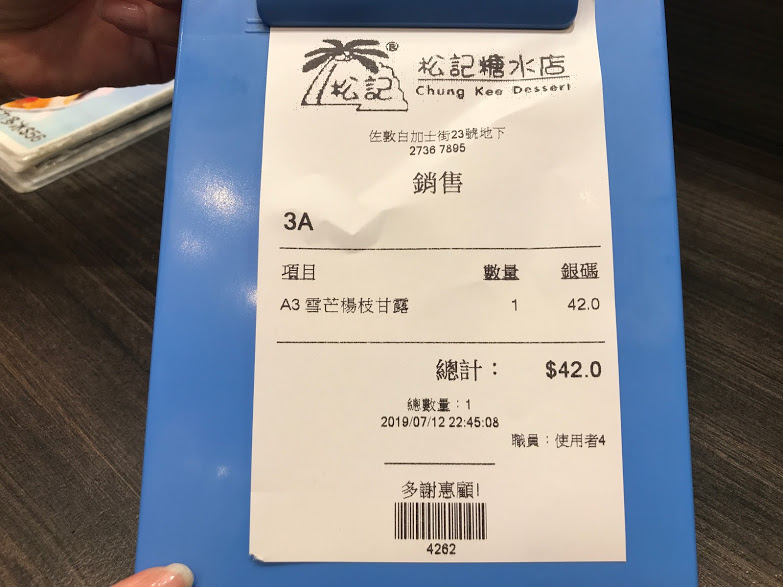 松記
®
松記糖水店
Chung Kee Dessert
佐敦白加士街23號地下
2736 7895
銷售
3A
項目 數量 銀碼
A3 雪芒楊枝甘露 1 42.0
總計： $42.0
總數量：1
2019/07/12 22:45:08
職員：使用者4
多謝惠顧!
4262